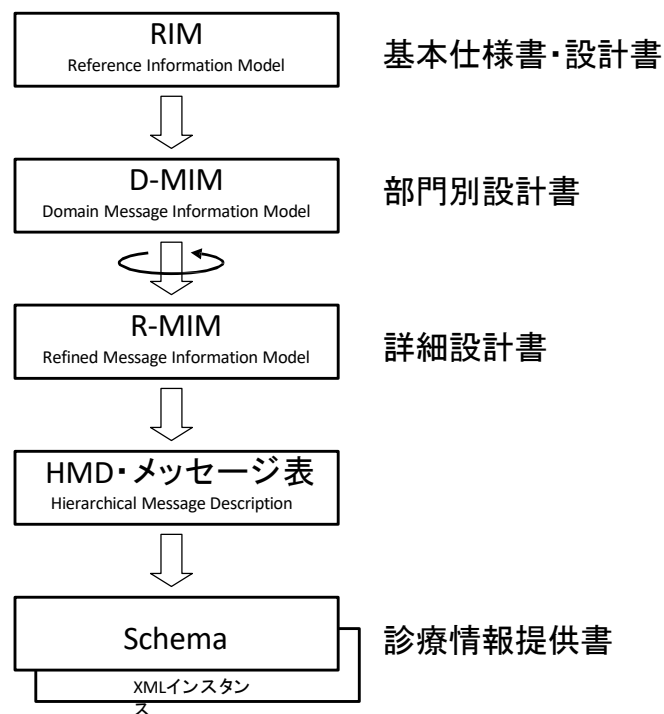 RIM
Reference Information Model
基本仕様書・設計書
D-MIM
Domain Message Information Model
部門別設計書
R-MIM
Refined Message Information Model
詳細設計書
HMD・メッセージ表
Hierarchical Message Description
Schema
診療情報提供書
XMLインスタン
ス